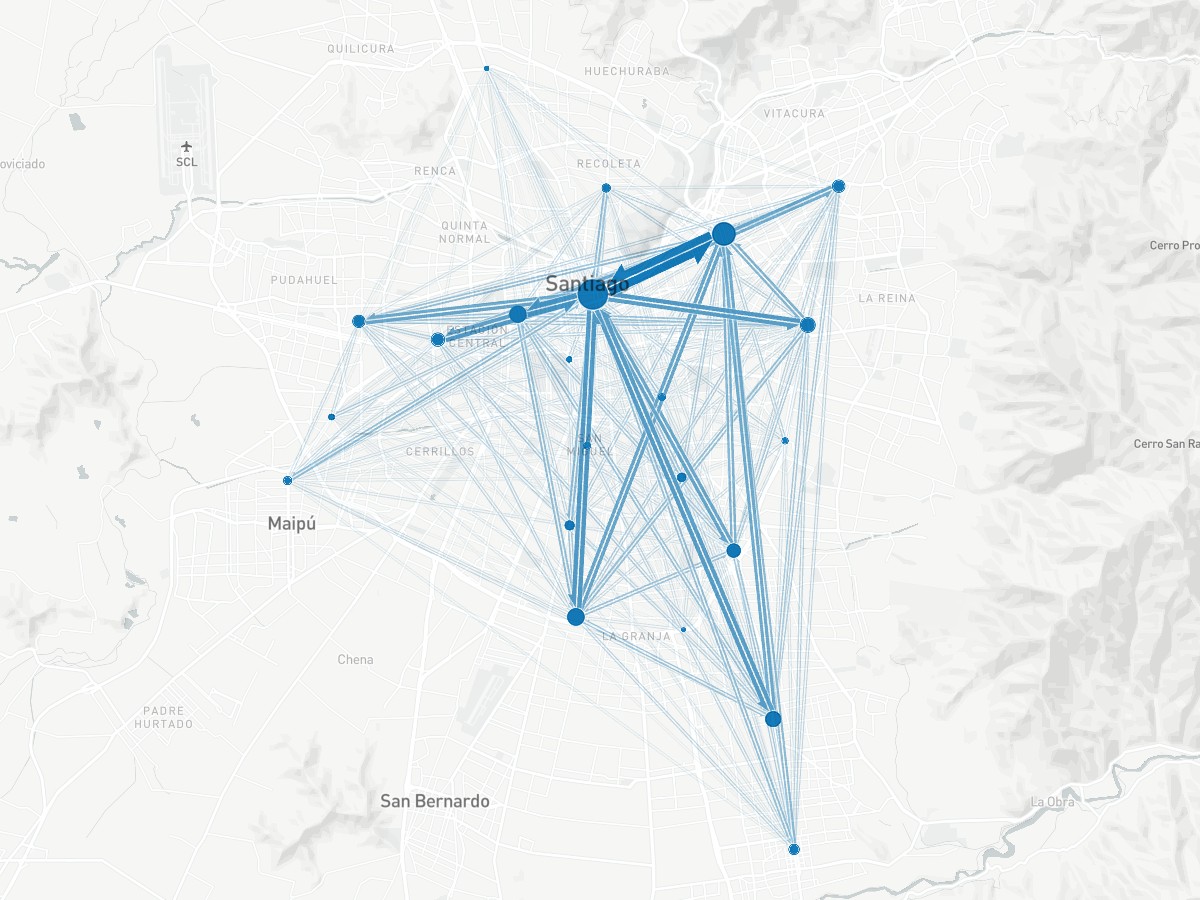 QUILICURA
HUECHURABA
VITACURA
SCL
oviciado
RECOLETA
RENCA
QUINTA
NORMAL
Cerro Pro
PUDAHUEL
Santiago
LA REINA
ESTACIÓN
CENTRAL
SAN
MIGUEL
CERRILLOS
Cerro San Ra
Maipú
LA GRANJA
Chena
PADRE
HURTADO
San Bernardo
La Obra